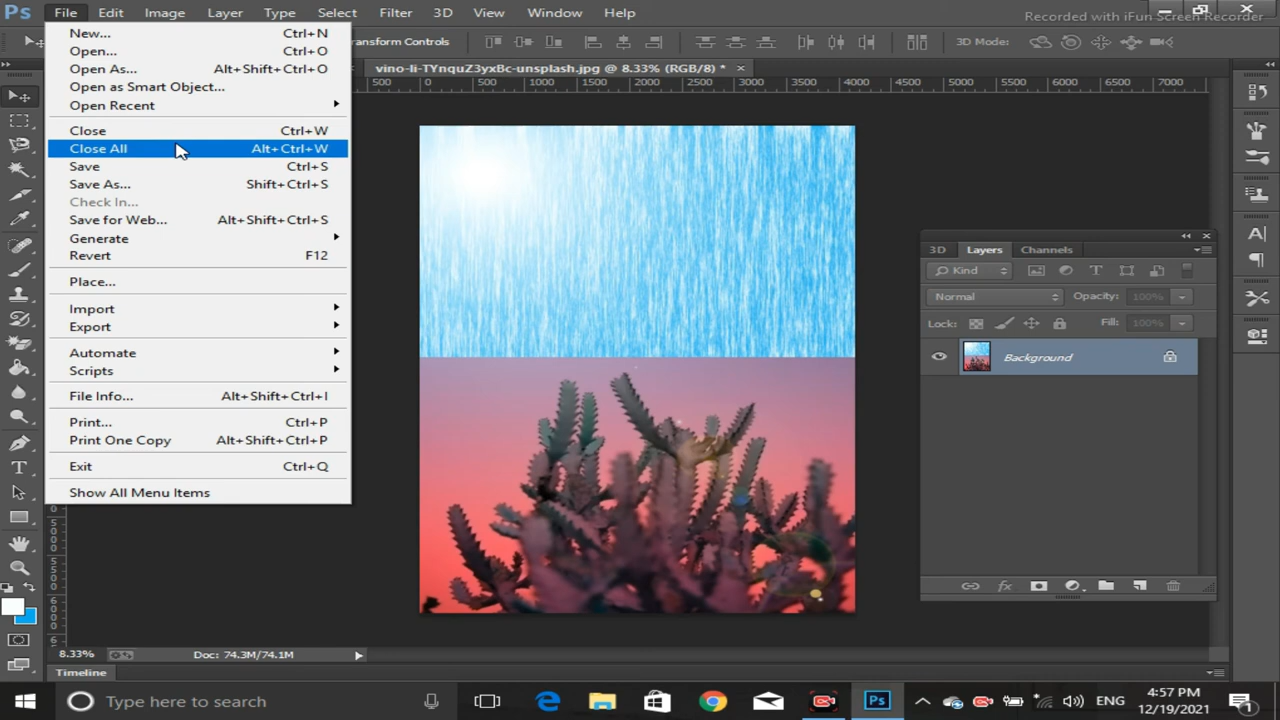 Ps File Edit Image Layer Type Select Filter 3D View Window Help
Recorded with iFun Screen Recorder
ransform Controls
3D Mode:
vino-li-TYnquZ3yxBc-unsplash.jpg @ 8.33% (RGB/8) * ×
500 0 500 1000 1500 2000 2500 3000 3500 4000 4500 5000 5500 6000 6500 7000
New... Ctrl+N
Open... Ctrl+O
Open As... Alt+Shift+Ctrl+O
Open as Smart Object...
Open Recent
Close Ctrl+W
Close All Alt+Ctrl+W
Save Ctrl+S
Save As... Shift+Ctrl+S
Check In...
Save for Web... Alt+Shift+Ctrl+S
Generate
Revert F12
Place...
Import
Export
Automate
Scripts
File Info... Alt+Shift+Ctrl+I
Print... Ctrl+P
Print One Copy Alt+Shift+Ctrl+P
Exit Ctrl+Q
Show All Menu Items
3D Layers Channels
Kind
Normal Opacity: 100%
Lock: Fill: 100%
Background
fx
8.33% Doc: 74.3M/74.1M
Timeline
Type here to search
Ps
ENG
4:57 PM
12/19/2021
1